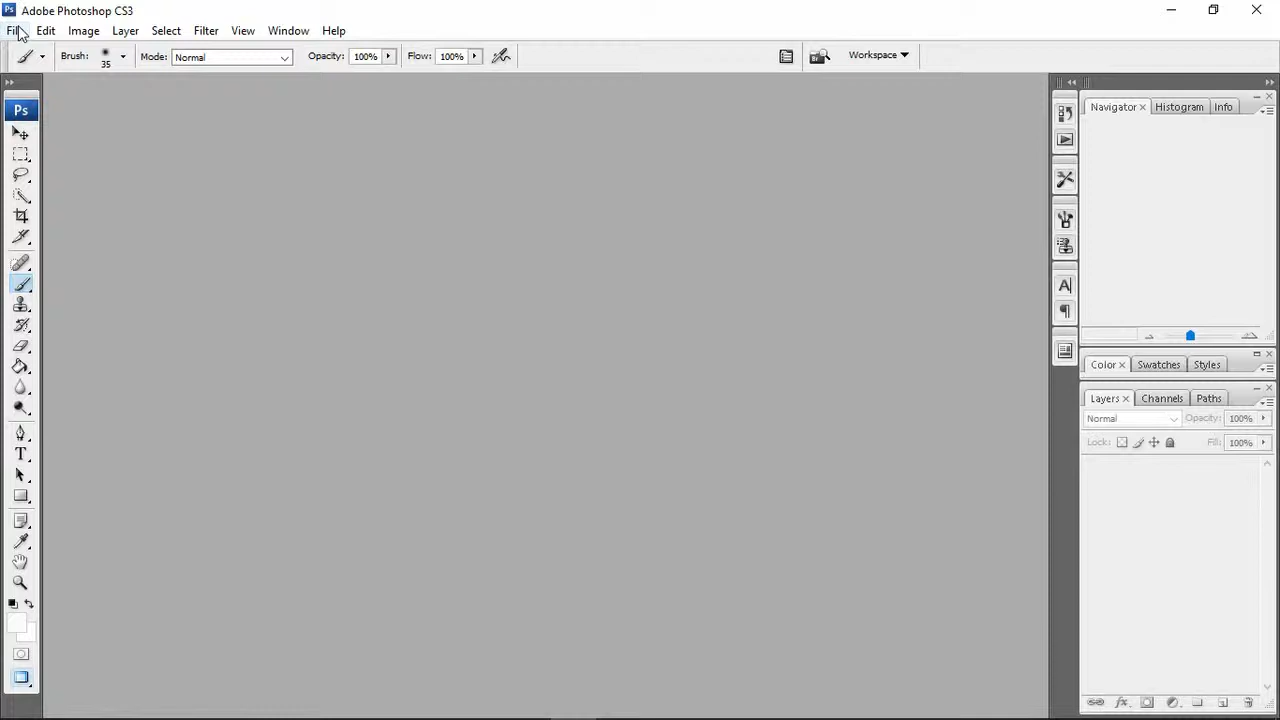 Ps Adobe Photoshop CS3
File Edit Image Layer Select Filter View Window Help
Brush: 35 Mode: Normal Opacity: 100% Flow: 100% Workspace
Ps
Navigator Histogram Info
Color Swatches Styles
Layers Channels Paths
Normal Opacity: 100%
Lock: Fill: 100%